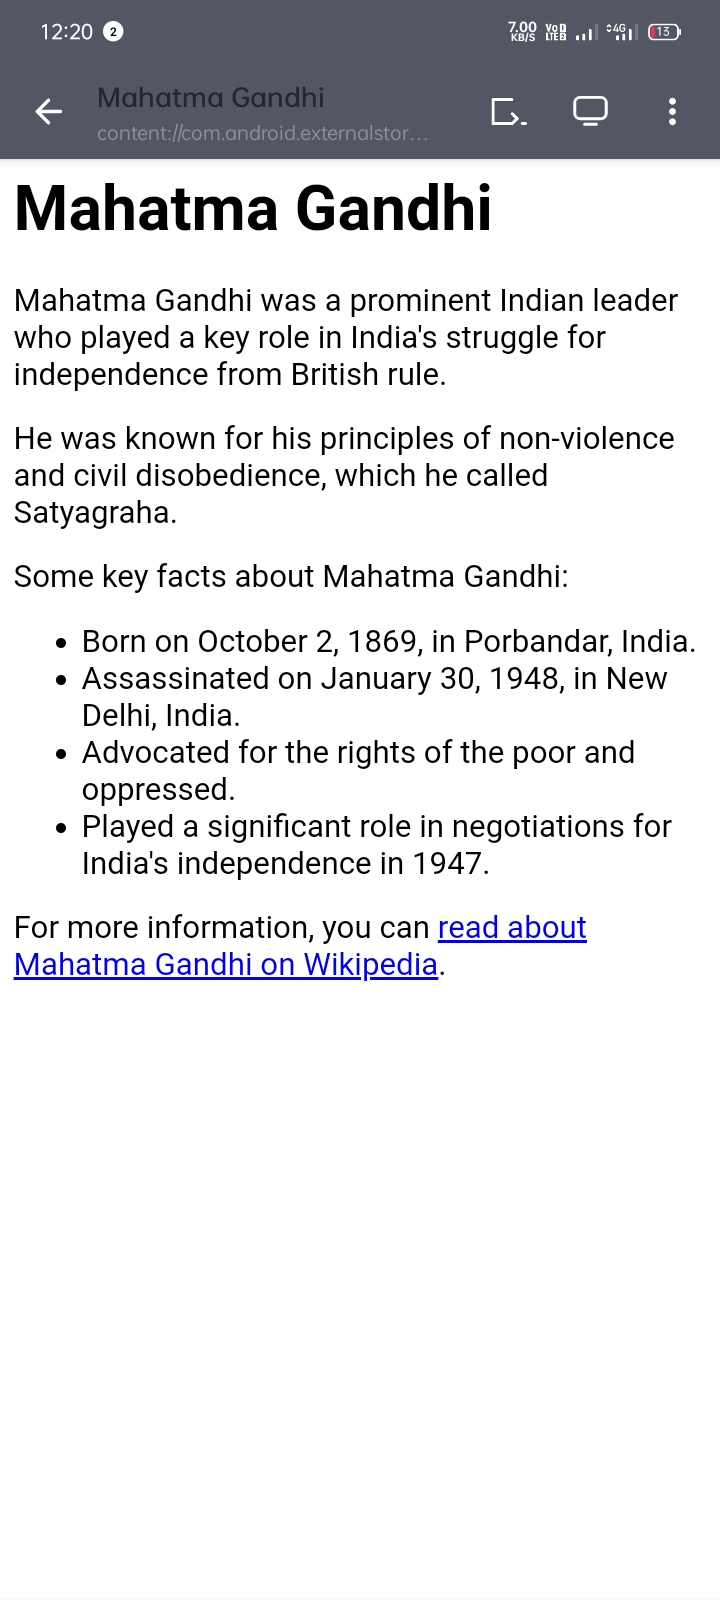 12:20 2 7.00 KB/S VoD LTE2 4G 13
Mahatma Gandhi
content://com.android.externalstor...
Mahatma Gandhi
Mahatma Gandhi was a prominent Indian leader
who played a key role in India's struggle for
independence from British rule.
He was known for his principles of non-violence
and civil disobedience, which he called
Satyagraha.
Some key facts about Mahatma Gandhi:
• Born on October 2, 1869, in Porbandar, India.
• Assassinated on January 30, 1948, in New
Delhi, India.
• Advocated for the rights of the poor and
oppressed.
• Played a significant role in negotiations for
India's independence in 1947.
For more information, you can read about
Mahatma Gandhi on Wikipedia.